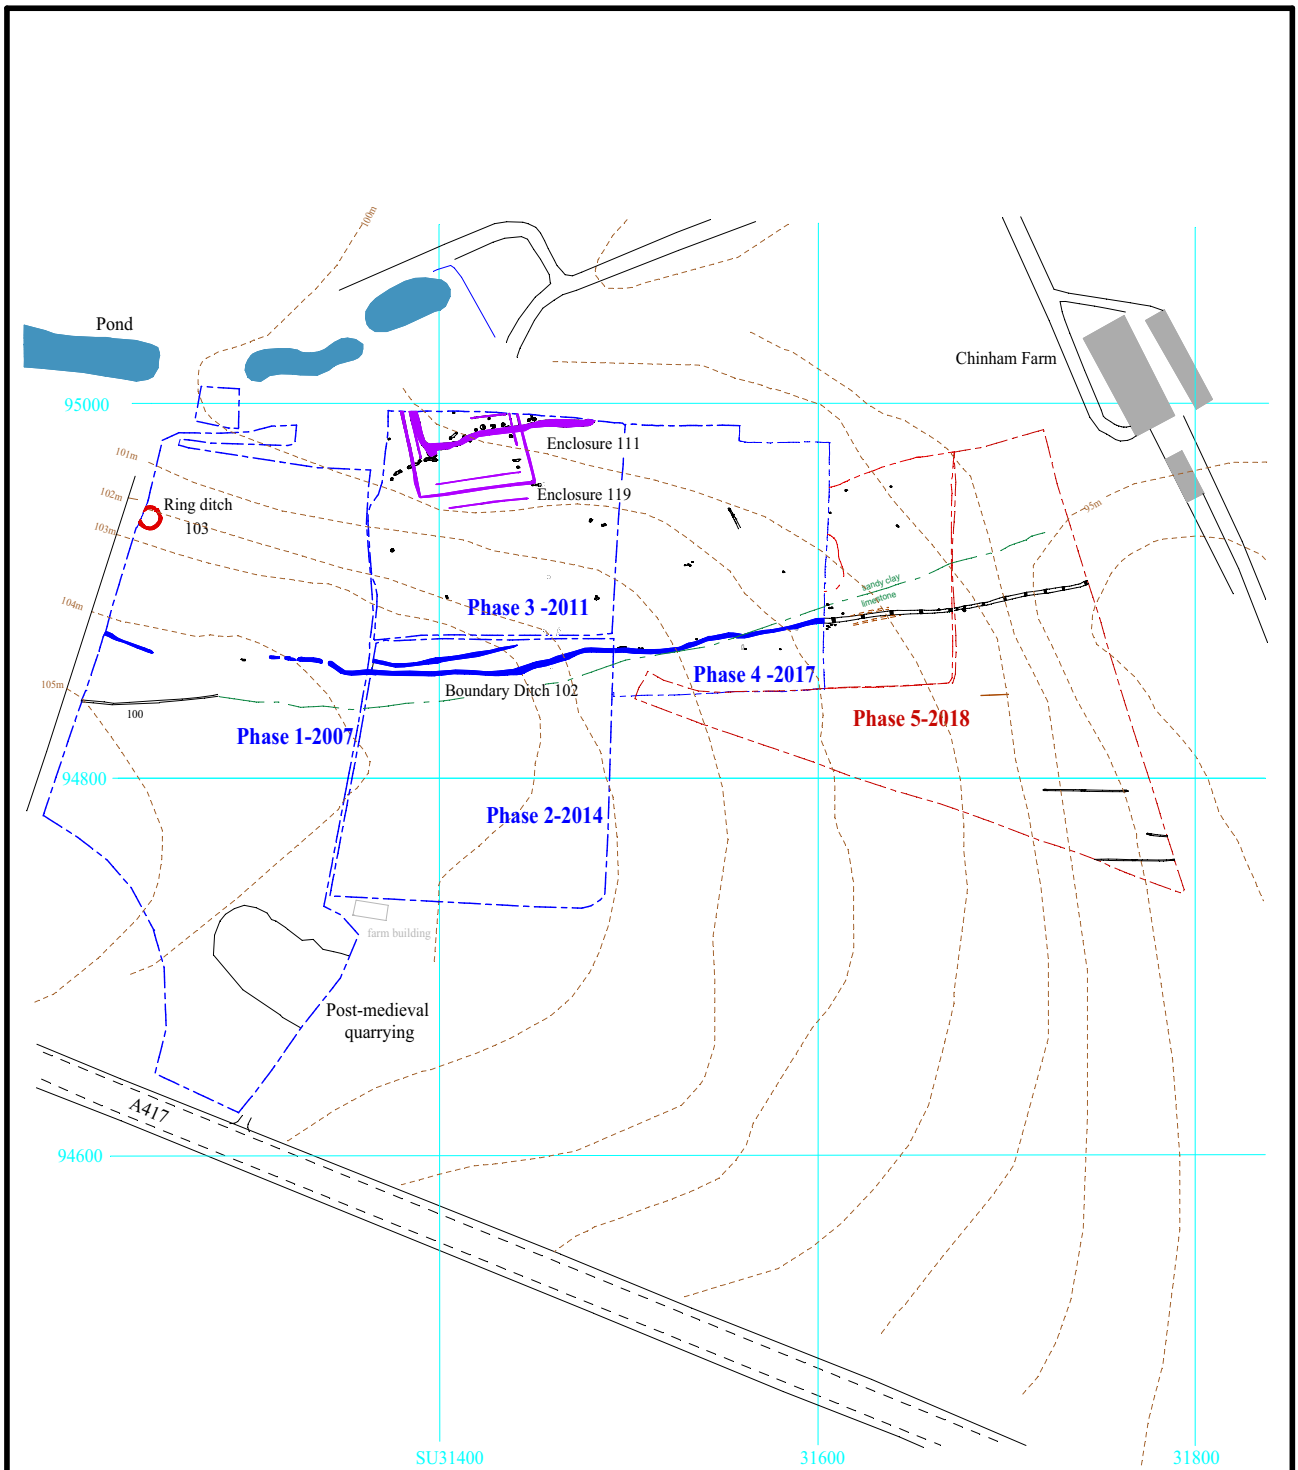 100m
Pond
Chinham Farm
95000
Enclosure 111
101m
102m
Enclosure 119
Ring ditch
103
95m
103m
sandy clay
limestone
104m
Phase 3 -2011
Phase 4 -2017
105m
Boundary Ditch 102
100
Phase 5-2018
Phase 1-2007
94800
Phase 2-2014
farm building
Post-medieval
quarrying
A417
94600
SU31400
31600
31800